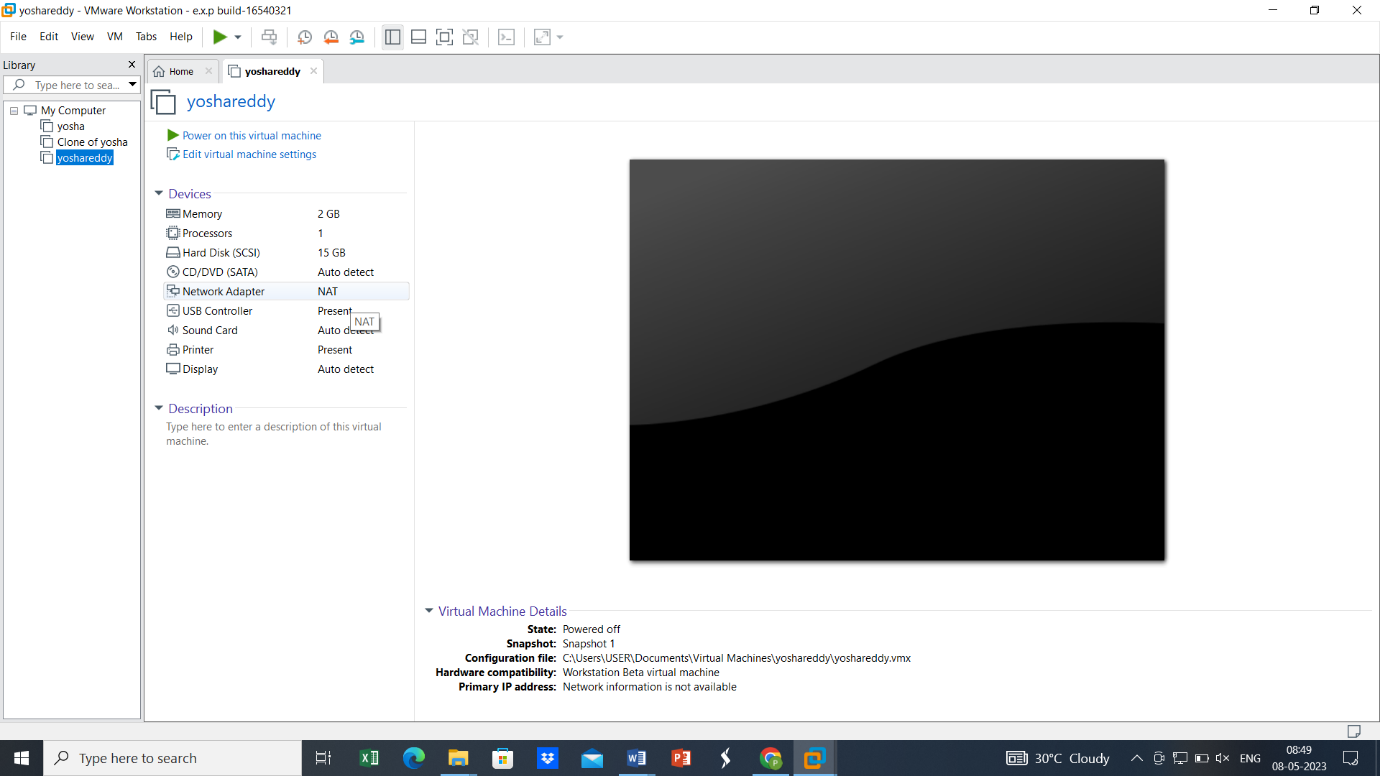 yoshareddy - VMware Workstation - e.x.p build-16540321
File Edit View VM Tabs Help
Library
Type here to sea...
My Computer
yosha
Clone of yosha
yoshareddy
Home
yoshareddy
yoshareddy
Power on this virtual machine
Edit virtual machine settings
Devices
Memory 2 GB
Processors 1
Hard Disk (SCSI) 15 GB
CD/DVD (SATA) Auto detect
Network Adapter NAT
USB Controller Present
NAT
Sound Card Auto detect
Printer Present
Display Auto detect
Description
Type here to enter a description of this virtual
machine.
Virtual Machine Details
State: Powered off
Snapshot: Snapshot 1
Configuration file: C:\Users\USER\Documents\Virtual Machines\yoshareddy\yoshareddy.vmx
Hardware compatibility: Workstation Beta virtual machine
Primary IP address: Network information is not available
Type here to search
30°C Cloudy
ENG
08:49
08-05-2023